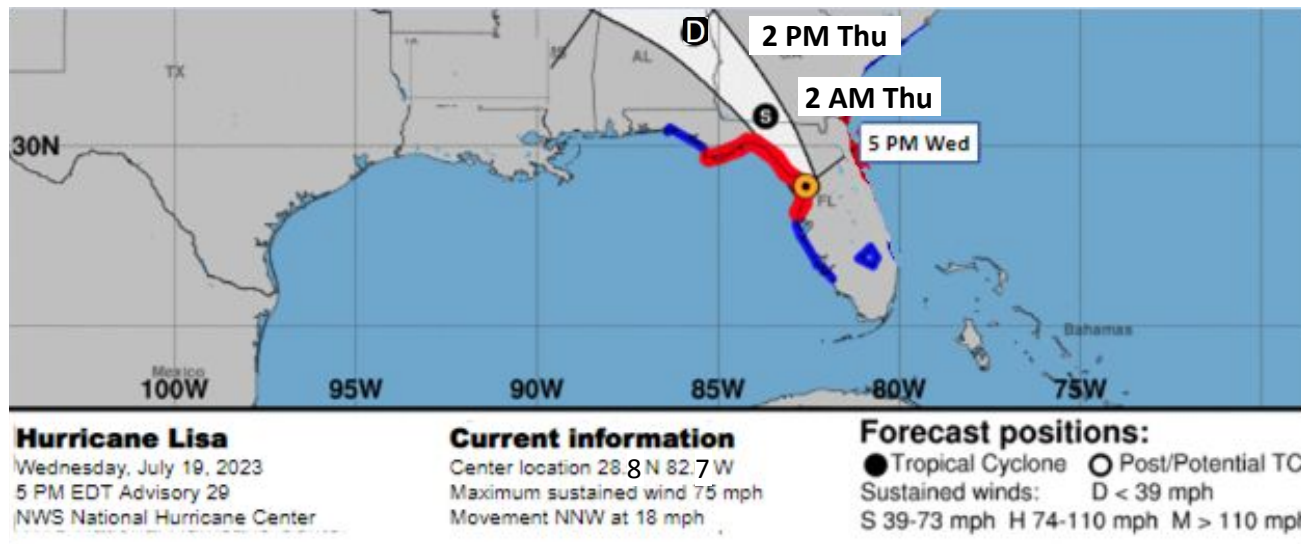 D
2 PM Thu
MS
AL
GA
TX
2 AM Thu
S
30N
5 PM Wed
FL
Bahamas
Mexico
100W 95W 90W 85W 80W 75W
Hurricane Lisa
Wednesday, July 19, 2023
5 PM EDT Advisory 29
NWS National Hurricane Center
Current information
Center location 28.8 N 82.7 W
Maximum sustained wind 75 mph
Movement NNW at 18 mph
Forecast positions:
Tropical Cyclone Post/Potential TC
Sustained winds: D < 39 mph
S 39-73 mph H 74-110 mph M > 110 mph